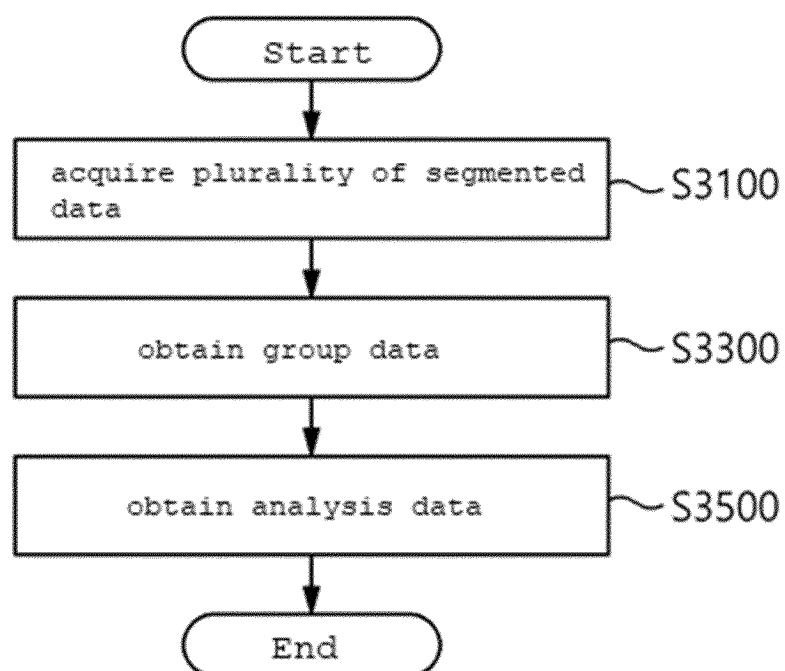 Start
acquire plurality of segmented
data
S3100
obtain group data
S3300
obtain analysis data
S3500
End